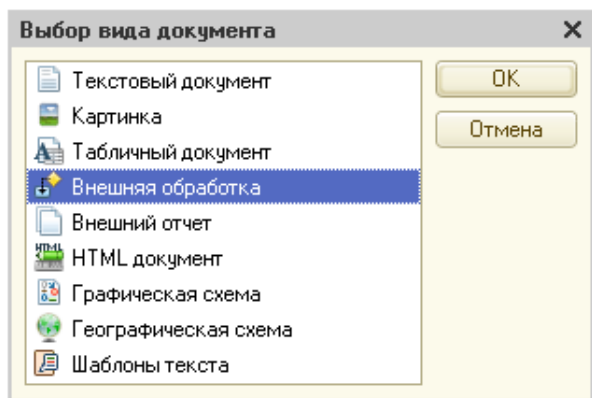 Выбор вида документа
Текстовый документ
Картинка
Табличный документ
Внешняя обработка
Внешний отчет
HTML
HTML документ
Графическая схема
Географическая схема
Шаблоны текста
OK
Отмена